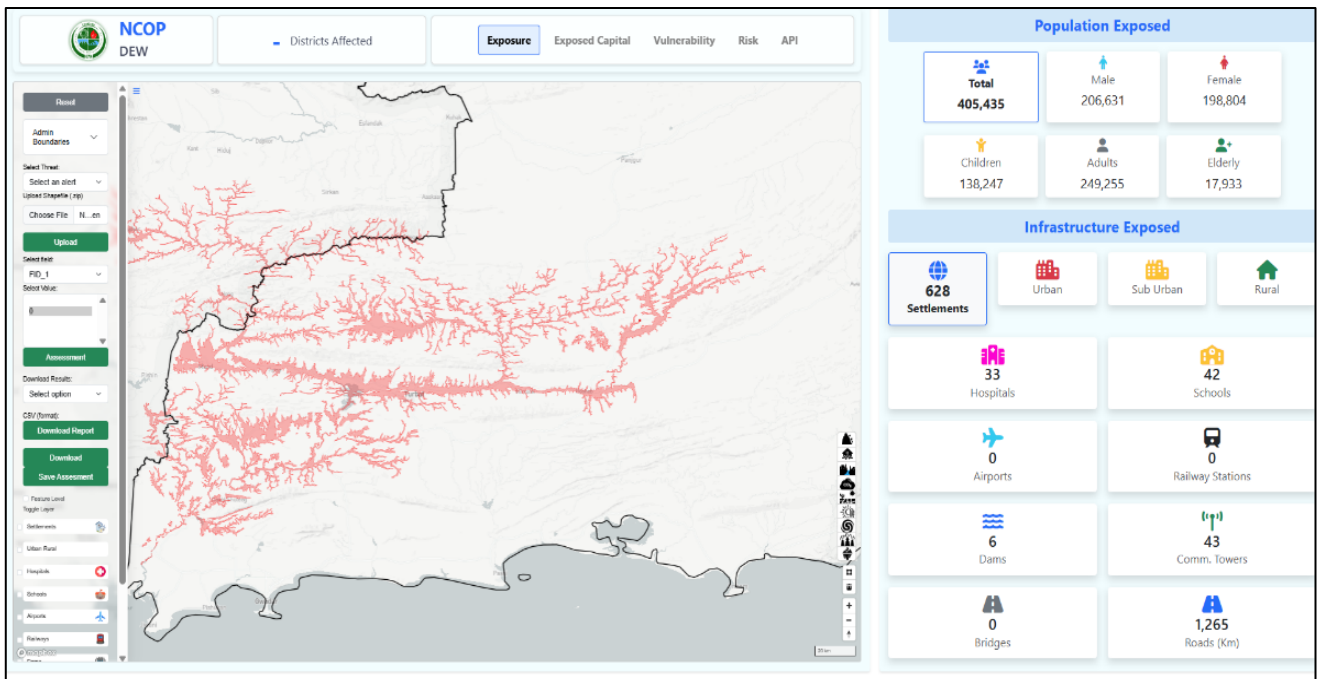 NCOP
DEW
- Districts Affected
Exposure Exposed Capital Vulnerability Risk API
Reset
Admin
Boundaries
Select Threat:
Select an alert
Upload Shapefile (.zip)
Choose File N...en
Upload
Select field:
FID_1
Select Value:
0
Assessment
Download Results:
Select option
CSV (format):
Download Report
Download
Save Assesment
Feature Level
Toggle Layer
Settlements
Urban Rural
Hospitals
Schools
Airports
Railways
Turbat
Panjgur
20 km
Population Exposed
Total
405,435
Male
206,631
Female
198,804
Children
138,247
Adults
249,255
Elderly
17,933
Infrastructure Exposed
628
Settlements
Urban
Sub Urban
Rural
33
Hospitals
42
Schools
0
Airports
0
Railway Stations
6
Dams
43
Comm. Towers
0
Bridges
1,265
Roads (Km)